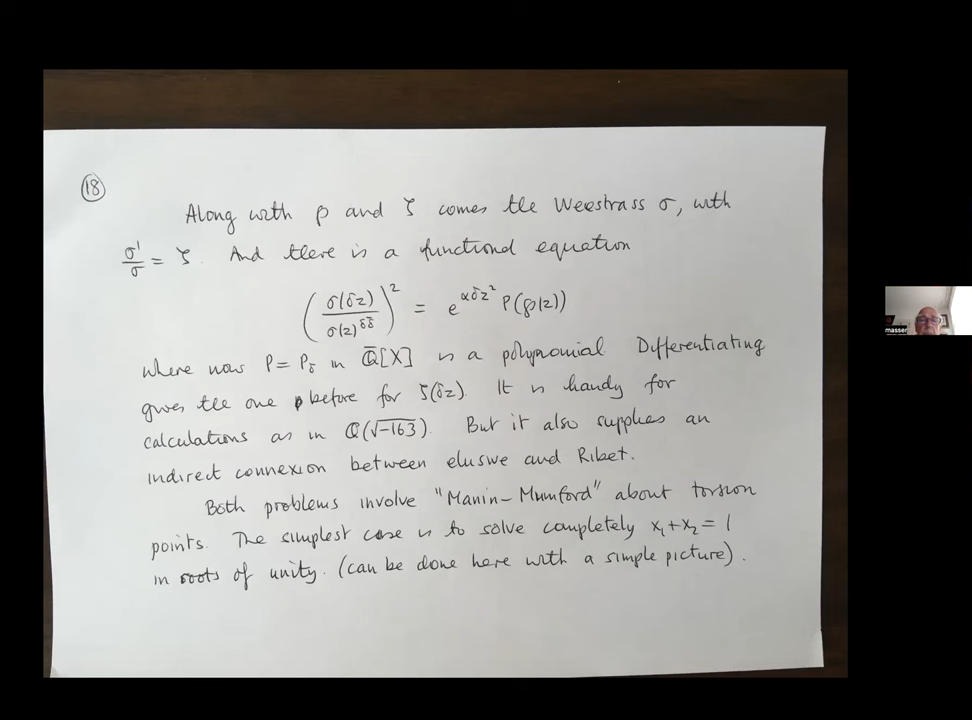 (18)
Along with ℘ and ζ comes the Weerstrass σ, with
σ'/σ = ζ. And there is a functional equation
(σ(δz)/σ(z)^{δδ̄})² = e^{αδz²} P(℘(z))
where now P = P_δ in Q̄[X] is a polynomial Differentiating
gives the one before for ζ(δz). It is handy for
calculations as in Q(√-163). But it also supplies an
indirect connexion between elusive and Ribet.
Both problems involve "Manin-Mumford" about torsion
points. The simplest case is to solve completely x₁+x₂ = 1
in roots of unity. (can be done here with a simple picture).
masser